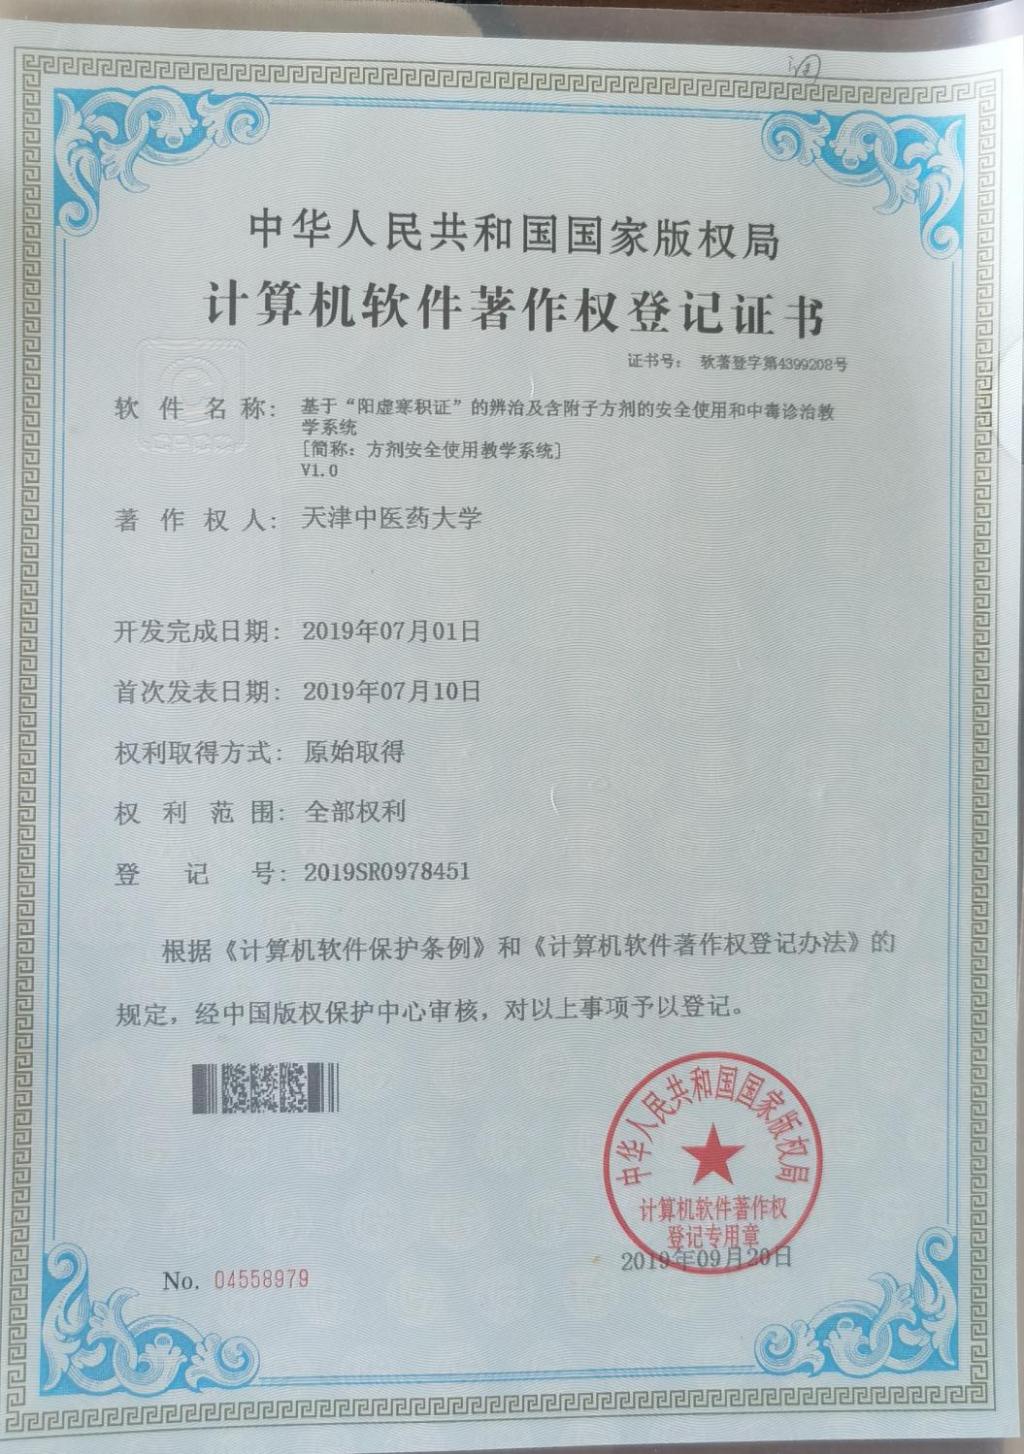 中华人民共和国国家版权局
计算机软件著作权登记证书
证书号： 软著登字第4399208号
软件名称： 基于“阳虚寒积证”的辨治及含附子方剂的安全使用和中毒诊治教
学系统
[简称：方剂安全使用教学系统]
V1.0
著作权人： 天津中医药大学
开发完成日期： 2019年07月01日
首次发表日期： 2019年07月10日
权利取得方式： 原始取得
权利范围： 全部权利
登记号： 2019SR0978451
根据《计算机软件保护条例》和《计算机软件著作权登记办法》的
规定，经中国版权保护中心审核，对以上事项予以登记。
中华人民共和国国家版权局
计算机软件著作权
登记专用章
2019年09月20日
No. 04558979